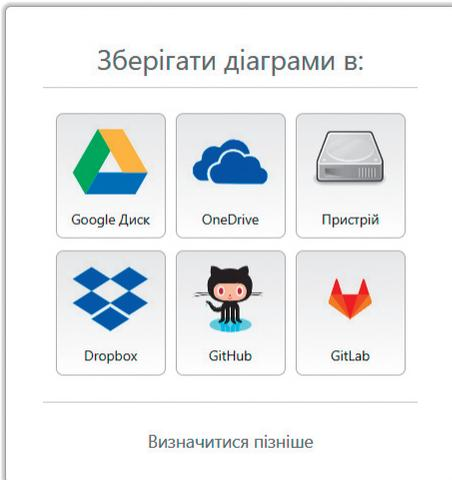 Зберігати діаграми в:
Google Диск
OneDrive
Пристрій
Dropbox
GitHub
GitLab
Визначитися пізніше